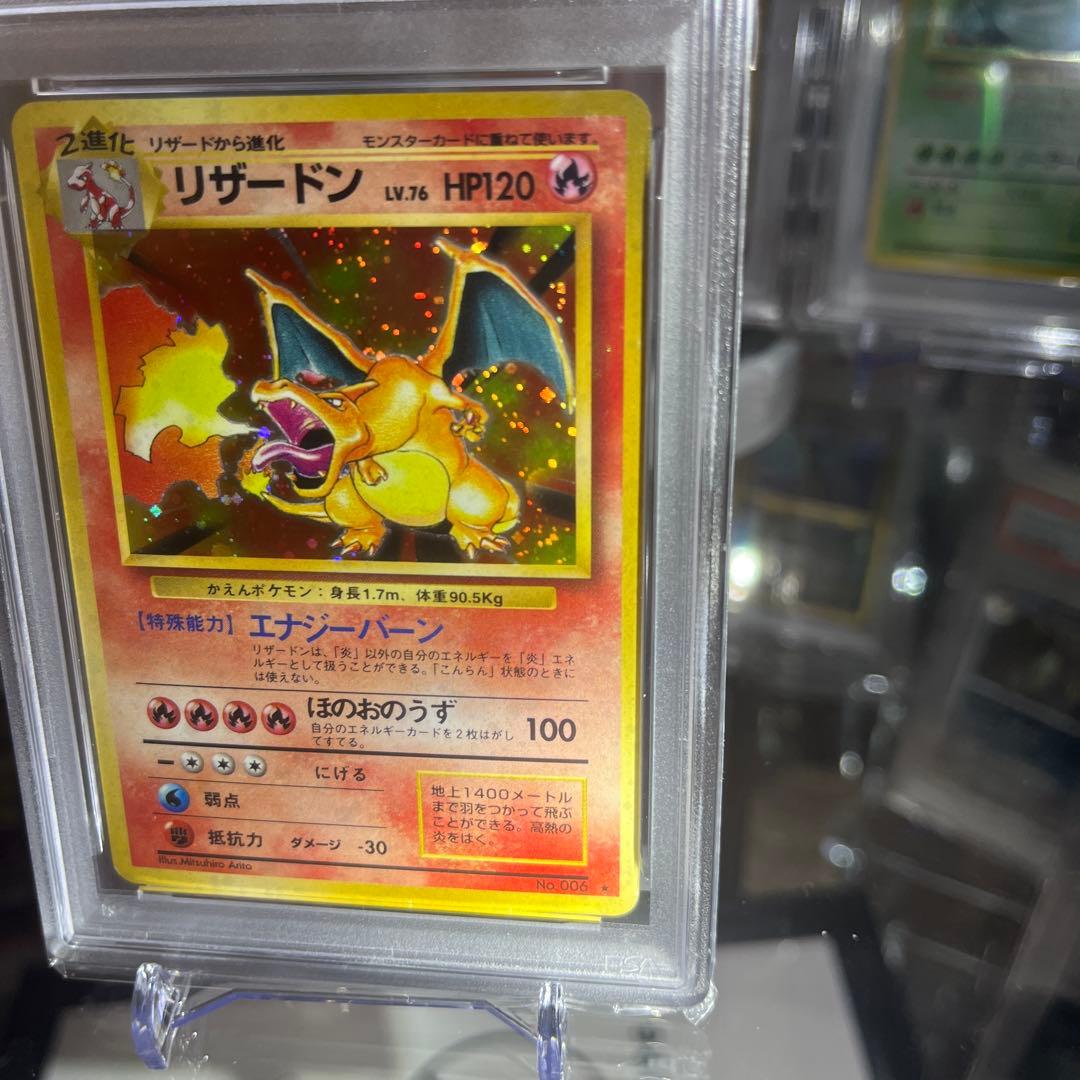 2進化 リザードから進化 モンスターカードに重ねて使います。
リザードン LV.76 HP120
かえんポケモン：身長1.7m、体重90.5Kg
【特殊能力】 エナジーバーン
リザードンは、「炎」以外の自分のエネルギーを「炎」エネ
ルギーとして扱うことができる。「こんらん」状態のときに
は使えない。
ほのおのうず 100
自分のエネルギーカードを2枚はがし
てすてる。
にげる
弱点
抵抗力 ダメージ -30
地上1400メートル
まで羽をつかって飛ぶ
ことができる。高熱の
炎をはく。
Illus.Mitsuhiro Arita
No.006 ★
PSA